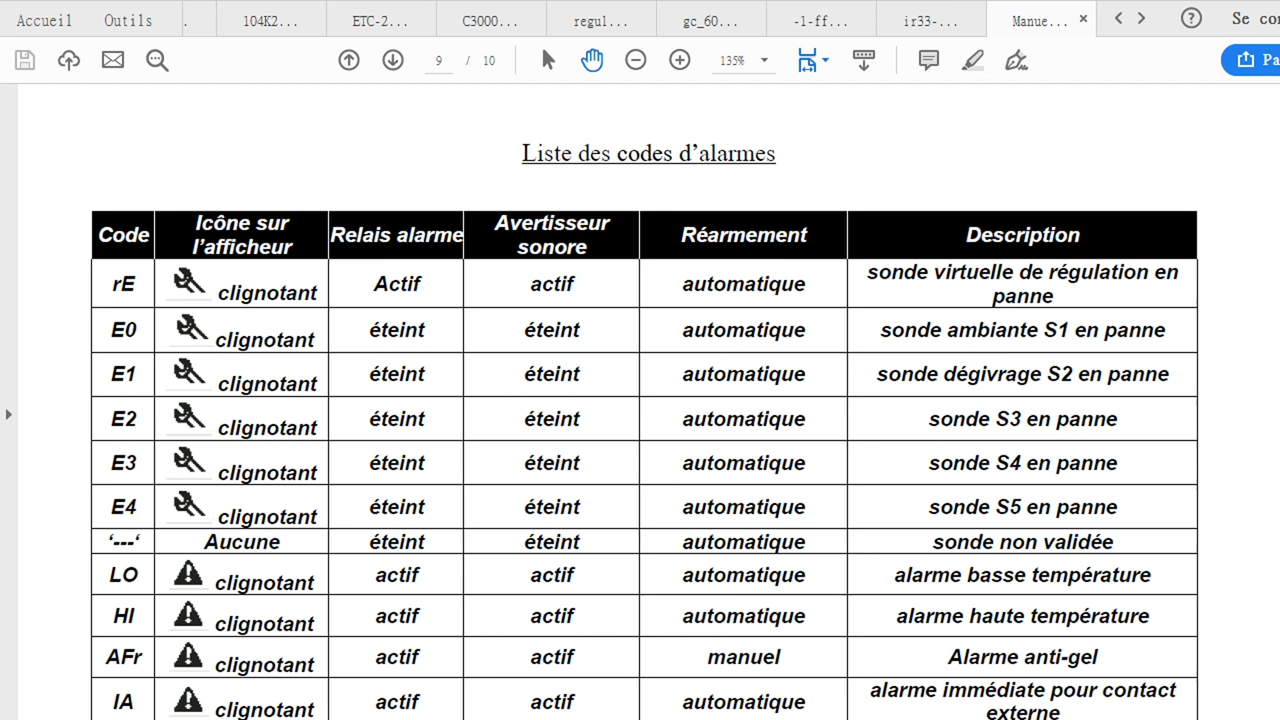 Accueil Outils . 104K2... ETC-2... C3000... regul... gc_60... -1-ff... ir33-... Manue... × ? Se con
9 / 10 135% Pa
Liste des codes d'alarmes
Code Icône sur l'afficheur Relais alarme Avertisseur sonore Réarmement Description
rE clignotant Actif actif automatique sonde virtuelle de régulation en panne
E0 clignotant éteint éteint automatique sonde ambiante S1 en panne
E1 clignotant éteint éteint automatique sonde dégivrage S2 en panne
E2 clignotant éteint éteint automatique sonde S3 en panne
E3 clignotant éteint éteint automatique sonde S4 en panne
E4 clignotant éteint éteint automatique sonde S5 en panne
‘---‘ Aucune éteint éteint automatique sonde non validée
LO clignotant actif actif automatique alarme basse température
HI clignotant actif actif automatique alarme haute température
AFr clignotant actif actif manuel Alarme anti-gel
IA clignotant actif actif automatique alarme immédiate pour contact externe